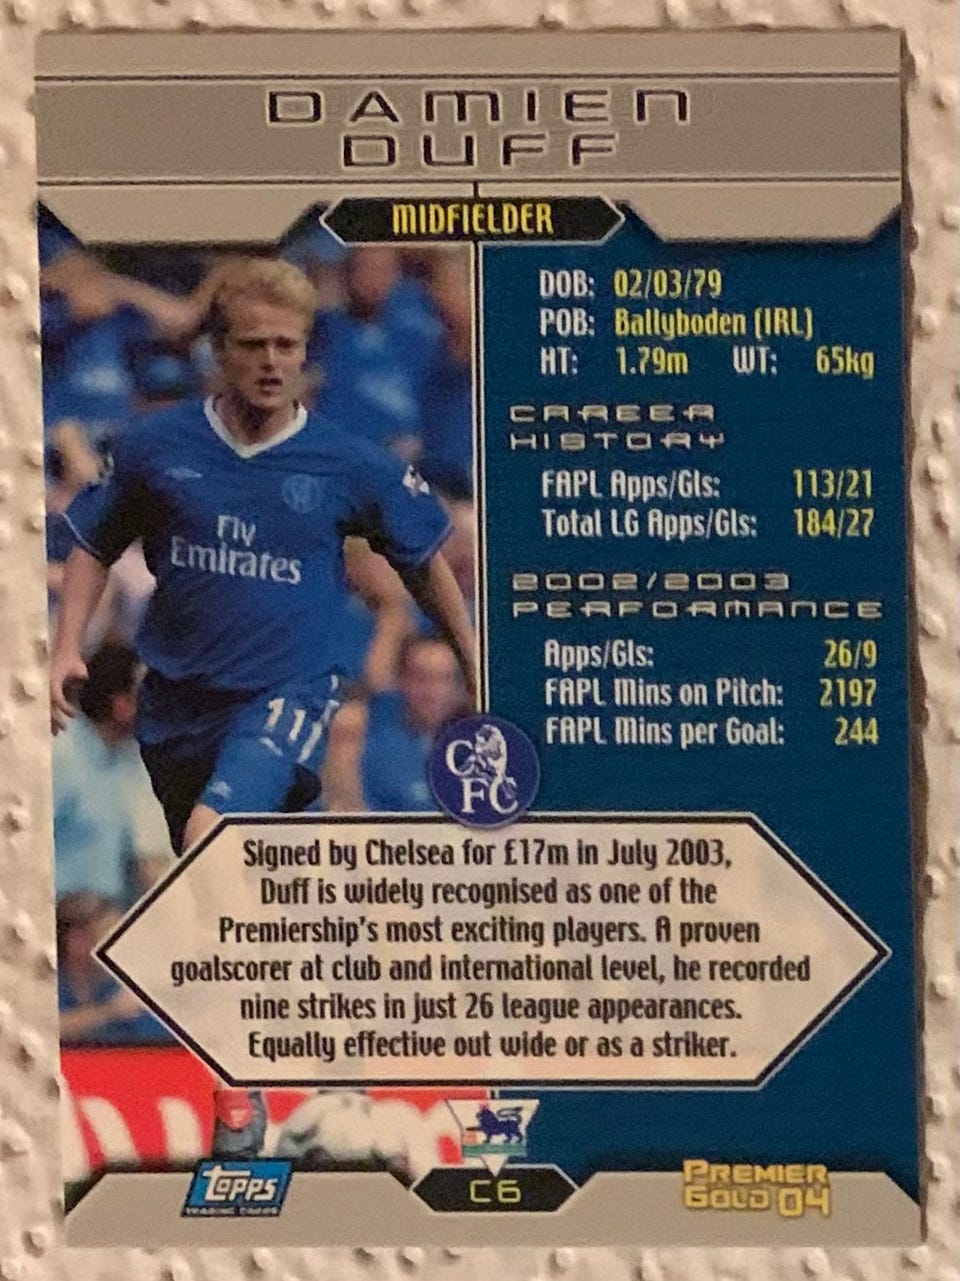 DAMIEN
DUFF
MIDFIELDER
DOB: 02/03/79
POB: Ballyboden (IRL)
HT: 1.79m WT: 65kg
CAREER
HISTORY
FAPL Apps/Gls: 113/21
Total LG Apps/Gls: 184/27
2002/2003
PERFORMANCE
Apps/Gls: 26/9
FAPL Mins on Pitch: 2197
FAPL Mins per Goal: 244
Fly
Emirates
11
CFC
Signed by Chelsea for £17m in July 2003,
Duff is widely recognised as one of the
Premiership's most exciting players. A proven
goalscorer at club and international level, he recorded
nine strikes in just 26 league appearances.
Equally effective out wide or as a striker.
TOPPS
TRADING CARDS
C6
PREMIER
GOLD 04